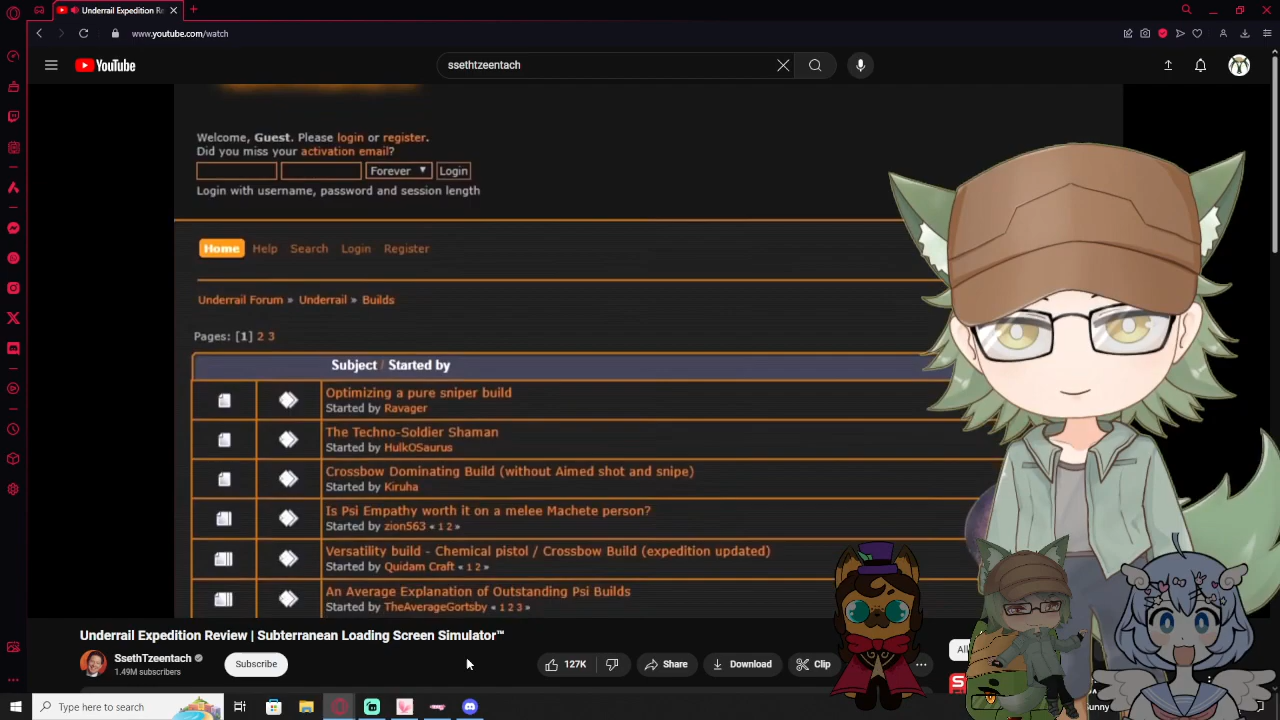 Underrail Expedition R
www.youtube.com/watch
YouTube
ssethtzeentach
Welcome, Guest. Please login or register.
Did you miss your activation email?
Forever
Login
Login with username, password and session length
Home Help Search Login Register
Underrail Forum » Underrail » Builds
Pages: [1] 2 3
Subject / Started by
Optimizing a pure sniper build
Started by Ravager
The Techno-Soldier Shaman
Started by HulkOSaurus
Crossbow Dominating Build (without Aimed shot and snipe)
Started by Kiruha
Is Psi Empathy worth it on a melee Machete person?
Started by zion563 « 1 2 »
Versatility build - Chemical pistol / Crossbow Build (expedition updated)
Started by Quidam Craft « 1 2 »
An Average Explanation of Outstanding Psi Builds
Started by TheAverageGortsby « 1 2 3 »
Underrail Expedition Review | Subterranean Loading Screen Simulator™
SsethTzeentach
1.49M subscribers
Subscribe
127K
Share
Download
Clip
Type here to search